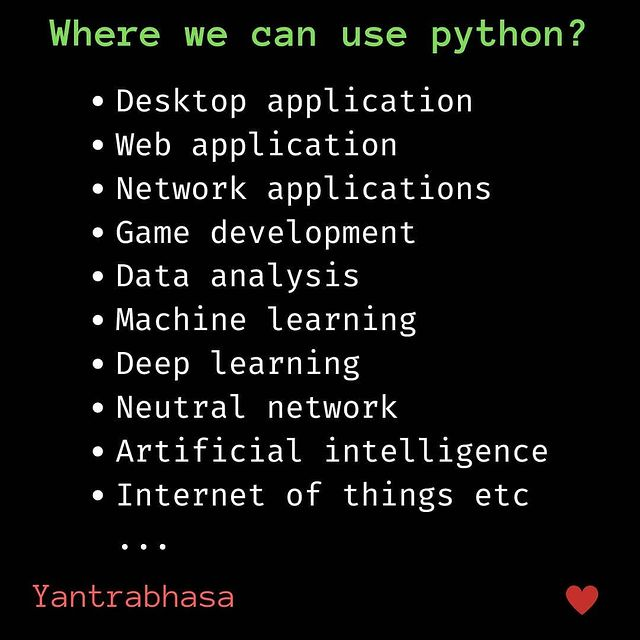 Where we can use python?
• Desktop application
• Web application
• Network applications
• Game development
• Data analysis
• Machine learning
• Deep learning
• Neutral network
• Artificial intelligence
• Internet of things etc
...
Yantrabhasa